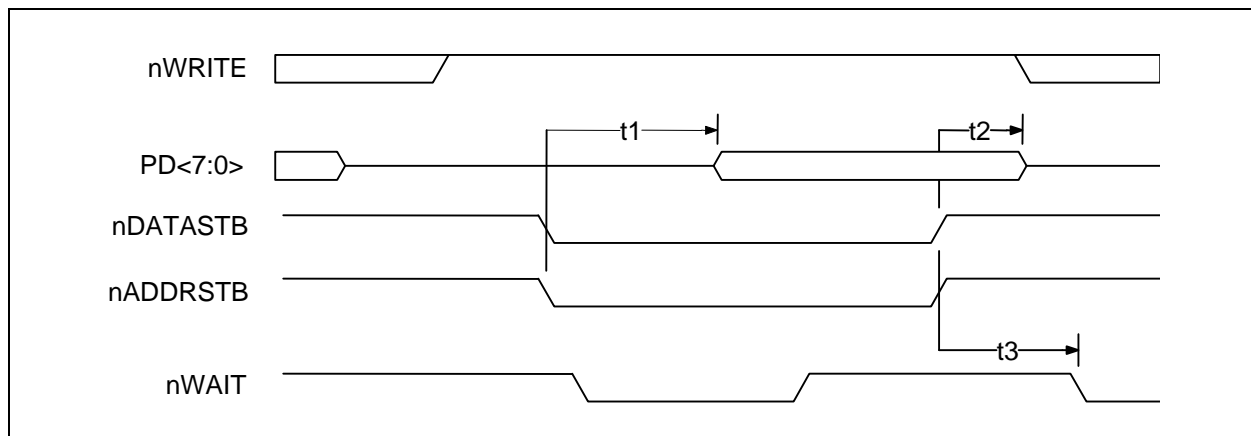 nWRITE
t1
t2
PD<7:0>
nDATASTB
nADDRSTB
t3
nWAIT